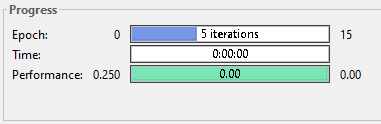 Progress
Epoch: 0 5 iterations 15
Time: 0:00:00
Performance: 0.250 0.00 0.00